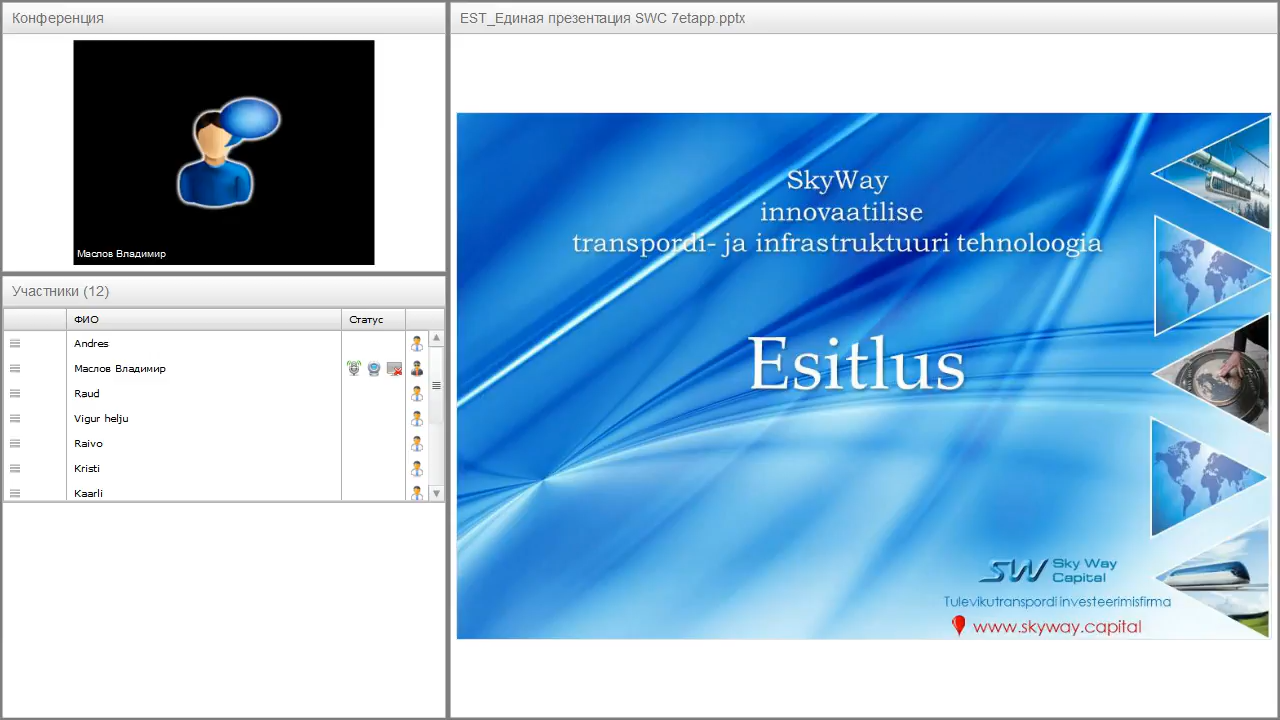 Конференция
Маслов Владимир
Участники (12)
ФИО
Статус
Andres
Маслов Владимир
Raud
Vigur helju
Raivo
Kristi
Kaarli
EST_Единая презентация SWC 7etapp.pptx
SkyWay
innovaatilise
transpordi- ja infrastruktuuri tehnoloogia
Esitlus
SW Sky Way
Capital
Tulevikutranspordi investeerimisfirma
www.skyway.capital